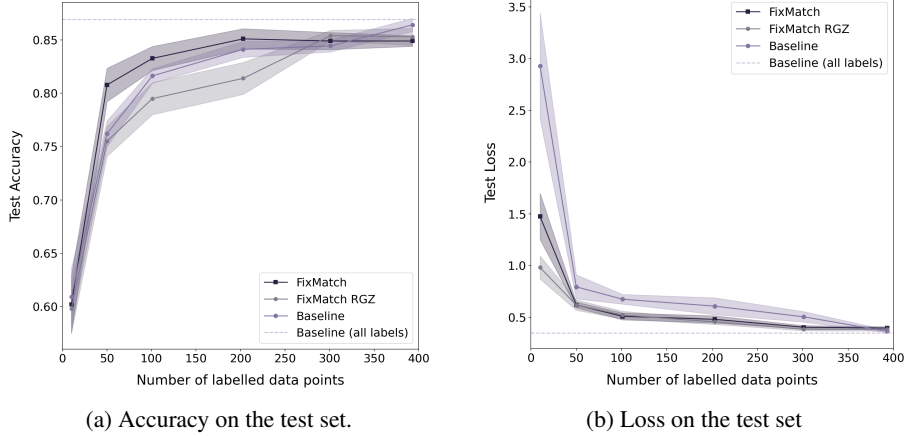 0.85
0.80
0.75
0.70
0.65
0.60
Test Accuracy
0
50
100
150
200
250
300
350
400
Number of labelled data points
FixMatch
FixMatch RGZ
Baseline
Baseline (all labels)
(a) Accuracy on the test set.
3.5
3.0
2.5
2.0
1.5
1.0
0.5
Test Loss
0
50
100
150
200
250
300
350
400
Number of labelled data points
FixMatch
FixMatch RGZ
Baseline
Baseline (all labels)
(b) Loss on the test set